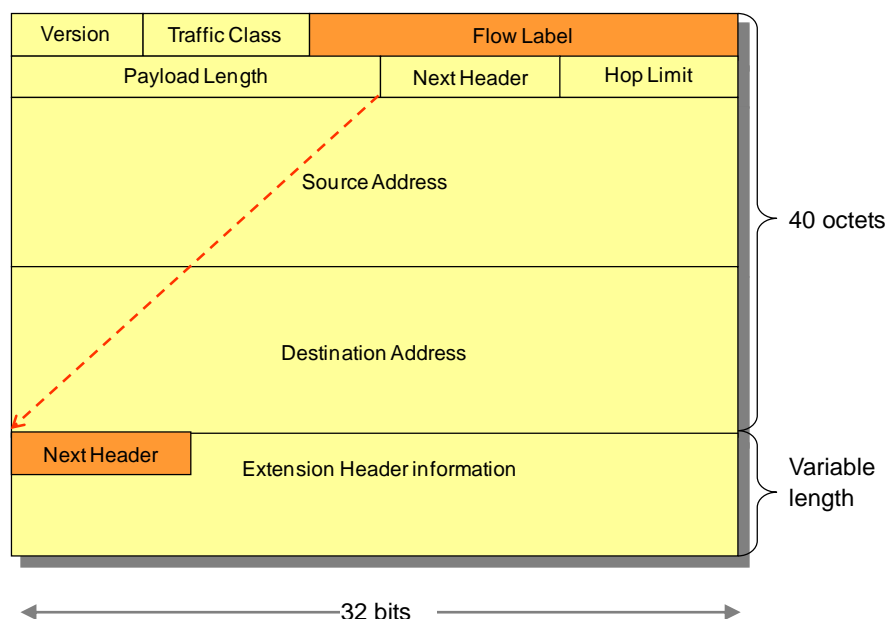 Version Traffic Class Flow Label
Payload Length Next Header Hop Limit
Source Address
40 octets
Destination Address
Next Header
Extension Header information
Variable
length
32 bits